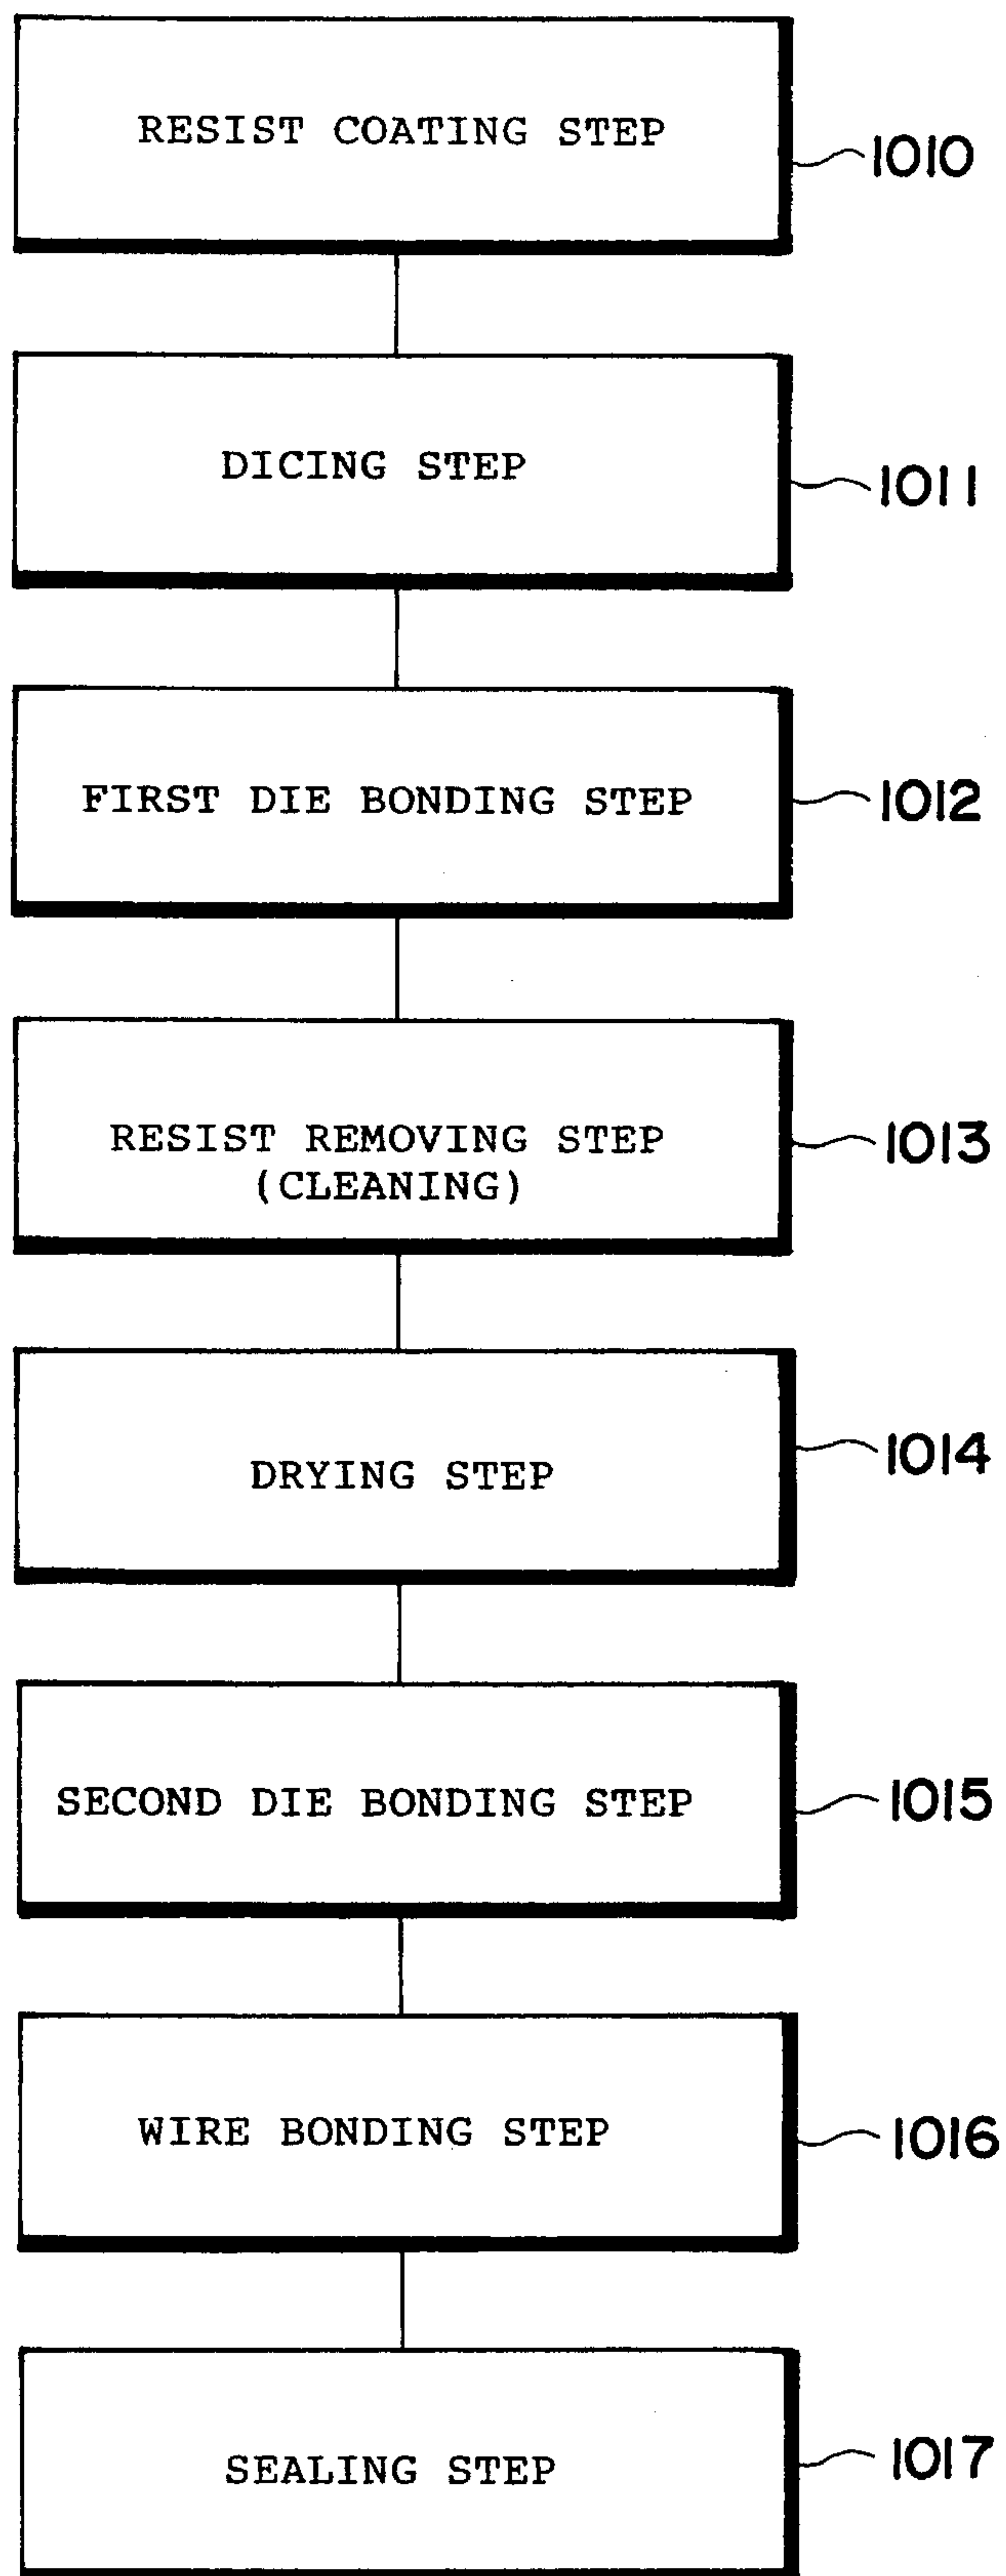 RESIST COATING STEP
1010
DICING STEP
1011
FIRST DIE BONDING STEP
1012
RESIST REMOVING STEP
(CLEANING)
1013
DRYING STEP
1014
SECOND DIE BONDING STEP
1015
WIRE BONDING STEP
1016
SEALING STEP
1017